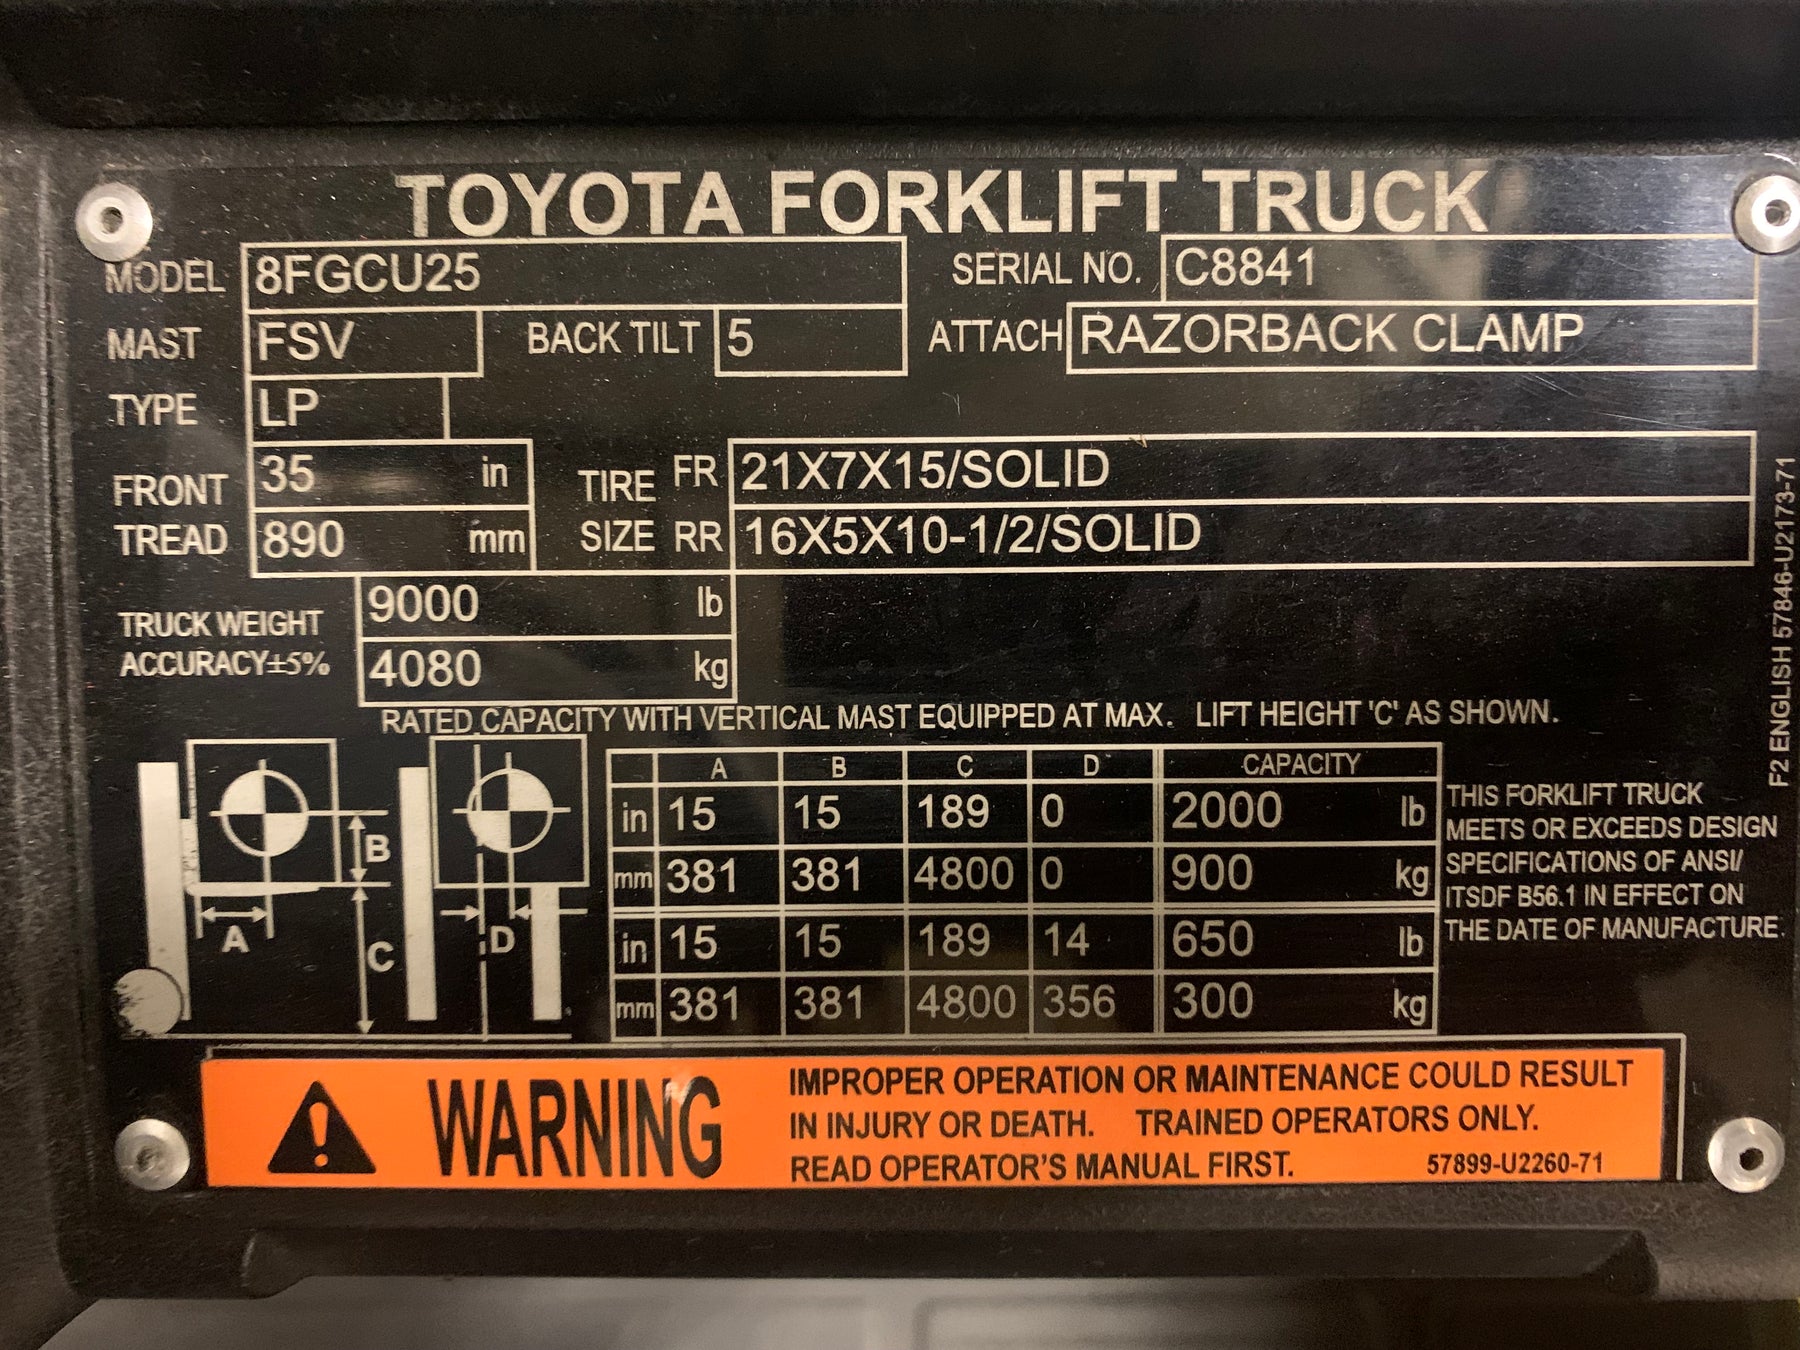 TOYOTA FORKLIFT TRUCK
MODEL 8FGCU25 SERIAL NO. C8841
MAST FSV BACK TILT 5 ATTACH RAZORBACK CLAMP
TYPE LP
FRONT TREAD 35 in TIRE SIZE FR 21X7X15/SOLID
890 mm RR 16X5X10-1/2/SOLID
TRUCK WEIGHT 9000 lb
ACCURACY±5% 4080 kg
RATED CAPACITY WITH VERTICAL MAST EQUIPPED AT MAX. LIFT HEIGHT 'C' AS SHOWN.
A B C D CAPACITY
in 15 15 189 0 2000 lb
mm 381 381 4800 0 900 kg
in 15 15 189 14 650 lb
mm 381 381 4800 356 300 kg
B
A
C
D
THIS FORKLIFT TRUCK
MEETS OR EXCEEDS DESIGN
SPECIFICATIONS OF ANSI/
ITSDF B56.1 IN EFFECT ON
THE DATE OF MANUFACTURE.
F2 ENGLISH 57846-U2173-71
WARNING
IMPROPER OPERATION OR MAINTENANCE COULD RESULT
IN INJURY OR DEATH. TRAINED OPERATORS ONLY.
READ OPERATOR'S MANUAL FIRST. 57899-U2260-71